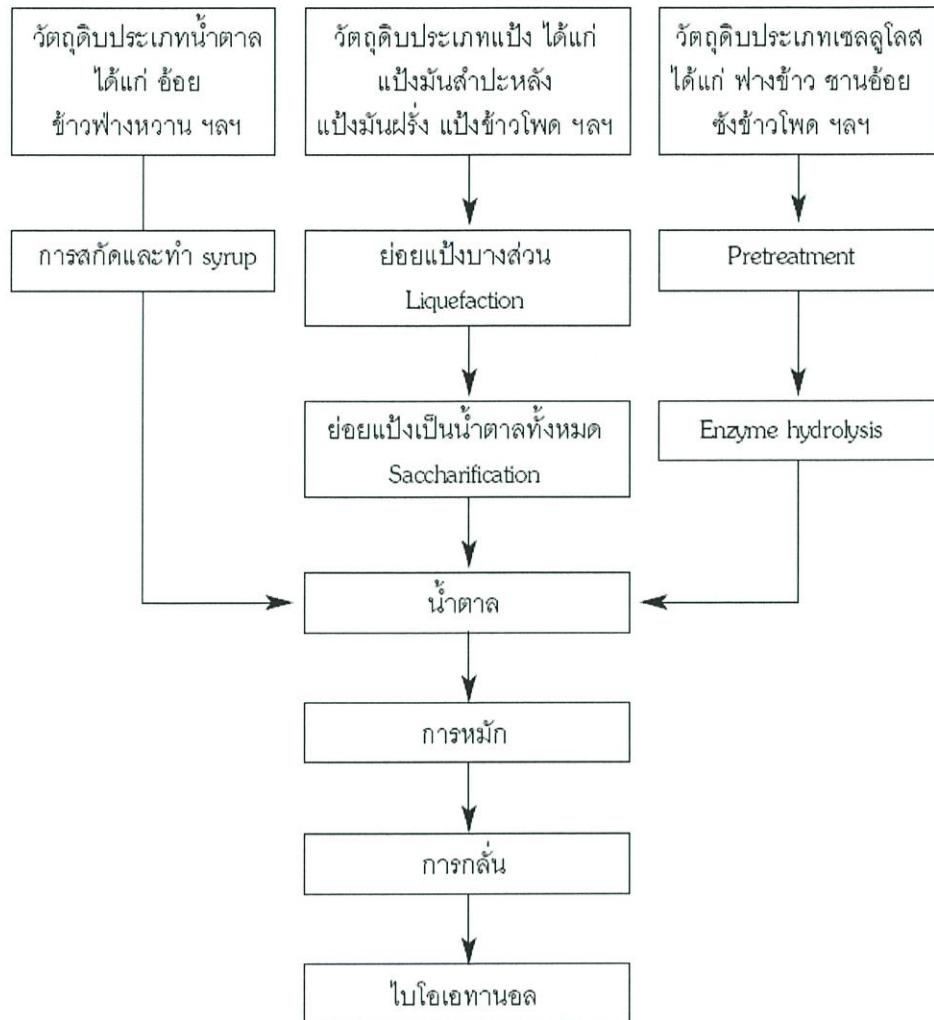 วัตถุดิบประเภทน้ำตาล
ได้แก่ อ้อย
ข้าวฟ่างหวาน ฯลฯ
วัตถุดิบประเภทแป้ง ได้แก่
แป้งมันสำปะหลัง
แป้งมันฝรั่ง แป้งข้าวโพด ฯลฯ
วัตถุดิบประเภทเซลลูโลส
ได้แก่ ฟางข้าว ชานอ้อย
ซังข้าวโพด ฯลฯ
การสกัดและทำ syrup
ย่อยแป้งบางส่วน
Liquefaction
Pretreatment
ย่อยแป้งเป็นน้ำตาลทั้งหมด
Saccharification
Enzyme hydrolysis
น้ำตาล
การหมัก
การกลั่น
ไบโอเอทานอล